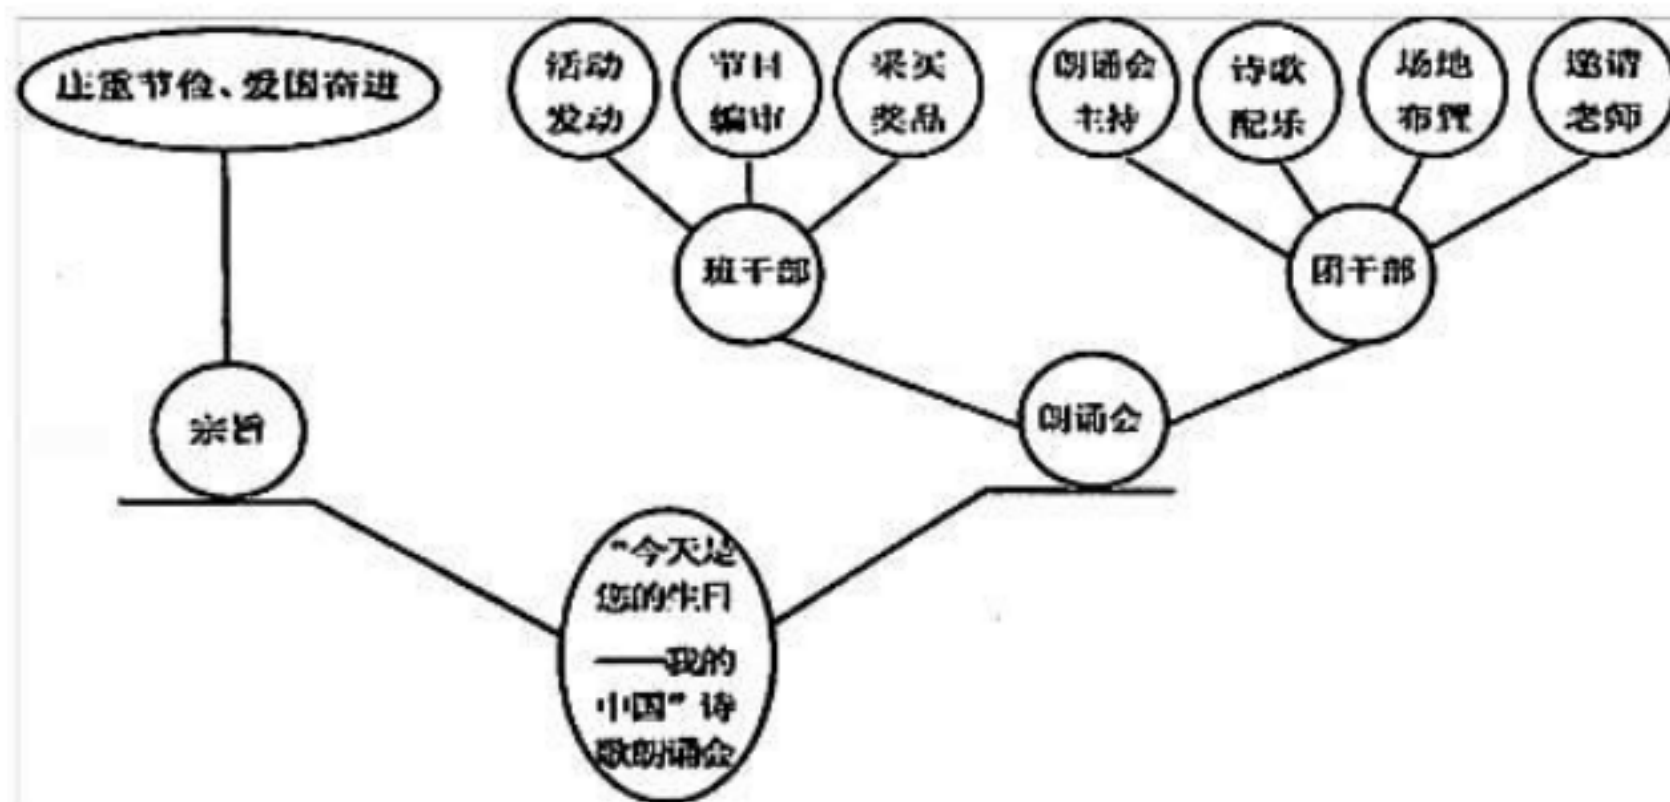 庄重节俭、爱国奋进
活动
发动
节目
编审
采买
奖品
朗诵会
主持
诗歌
配乐
场地
布置
邀请
老师
班干部
团干部
宗旨
朗诵会
“今天是
您的生日
——我的
中国”诗
歌朗诵会